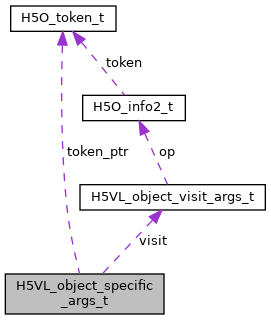 H5O_token_t
token
H5O_info2_t
token_ptr
op
H5VL_object_visit_args_t
visit
H5VL_object_specific
_args_t